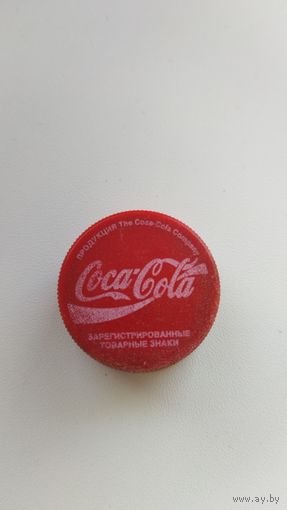 ПРОДУКЦИЯ The Coca-Cola Company
Coca-Cola
ЗАРЕГИСТРИРОВАННЫЕ
ТОВАРНЫЕ ЗНАКИ
www.ay.by